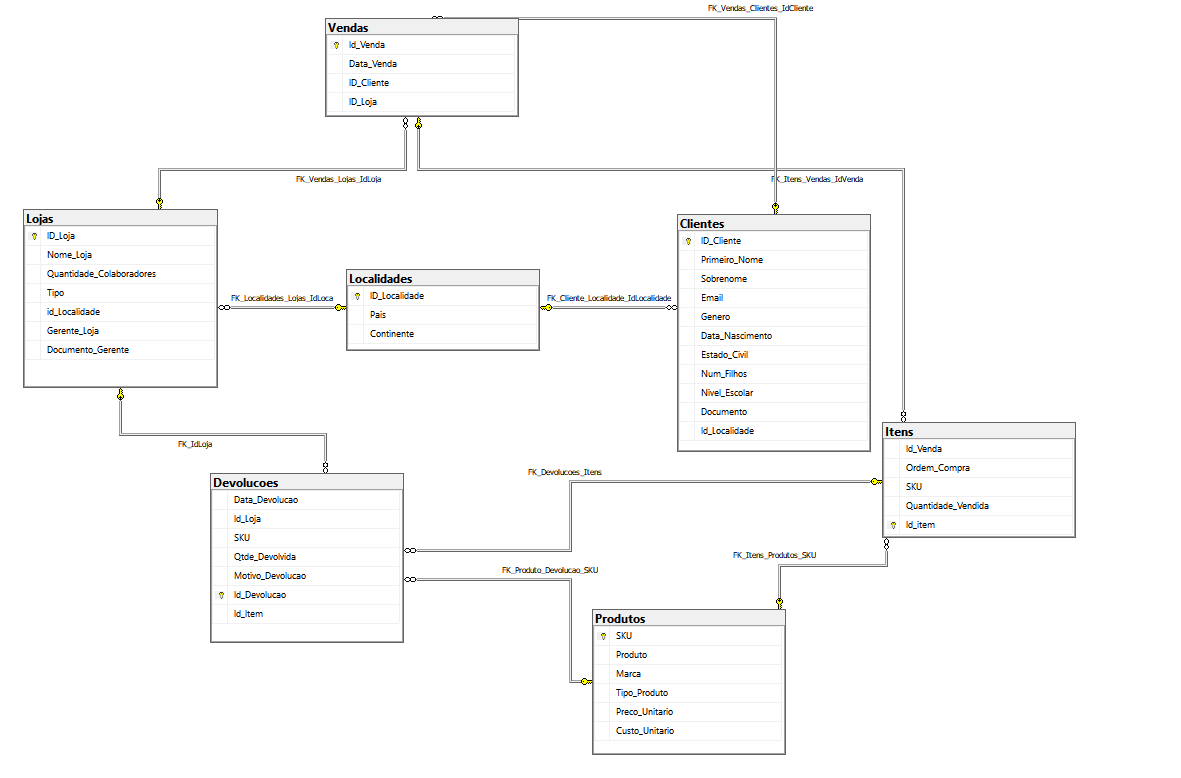 FK_Vendas_Clientes_IdCliente
Vendas
Id_Venda
Data_Venda
ID_Cliente
ID_Loja
FK_Vendas_Lojas_IdLoja
FK_Itens_Vendas_IdVenda
Lojas
ID_Loja
Nome_Loja
Quantidade_Colaboradores
Tipo
id_Localidade
Gerente_Loja
Documento_Gerente
FK_Localidades_Lojas_IdLoca
Localidades
ID_Localidade
Pais
Continente
FK_Cliente_Localidade_IdLocalidade
Clientes
ID_Cliente
Primeiro_Nome
Sobrenome
Email
Genero
Data_Nascimento
Estado_Civil
Num_Filhos
Nivel_Escolar
Documento
Id_Localidade
FK_IdLoja
Itens
Id_Venda
Ordem_Compra
SKU
Quantidade_Vendida
Id_item
Devolucoes
Data_Devolucao
Id_Loja
SKU
Qtde_Devolvida
Motivo_Devolucao
Id_Devolucao
Id_Item
FK_Devolucoes_Itens
FK_Produto_Devolucao_SKU
FK_Itens_Produtos_SKU
Produtos
SKU
Produto
Marca
Tipo_Produto
Preco_Unitario
Custo_Unitario